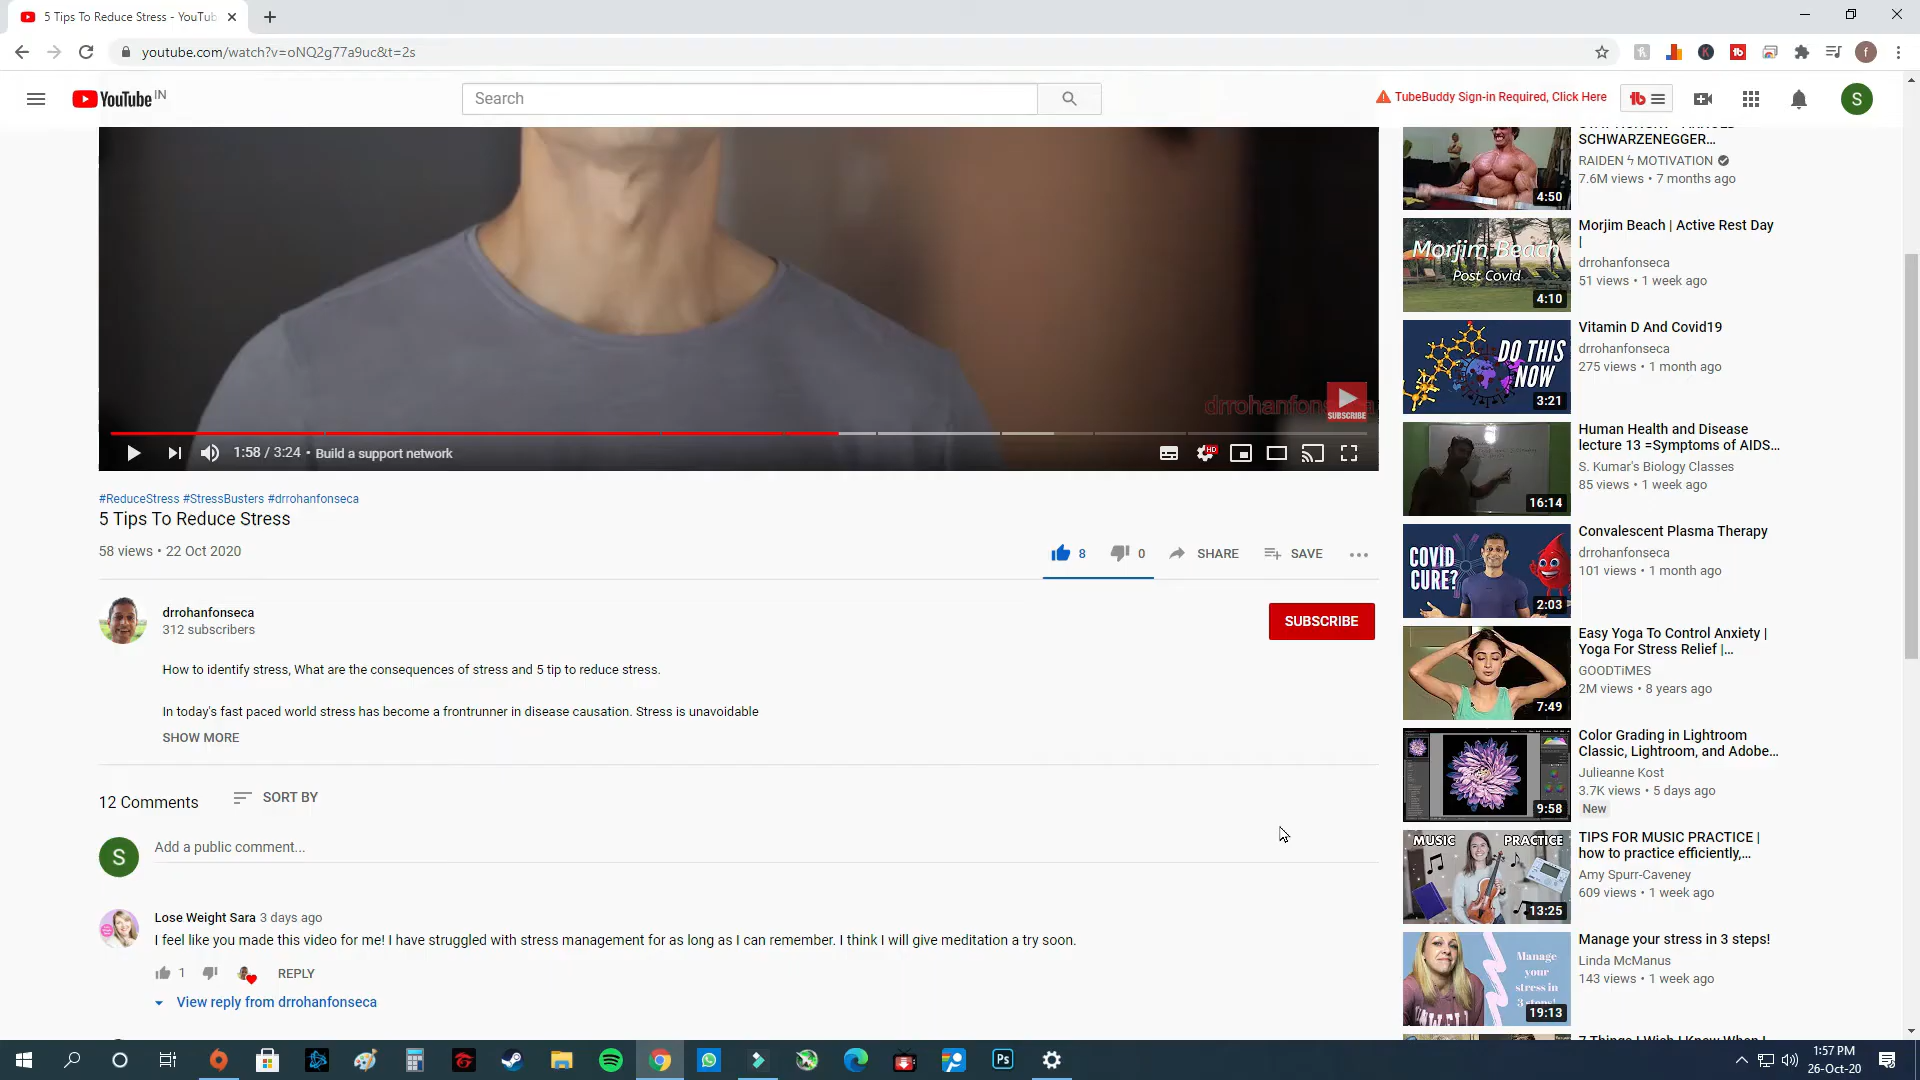 5 Tips To Reduce Stress - YouTub
youtube.com/watch?v=oNQ2g77a9uc&t=2s
YouTube IN
Search
TubeBuddy Sign-in Required, Click Here
S
drrohanfons
SUBSCRIBE
1:58 / 3:24 • Build a support network
#ReduceStress #StressBusters #drrohanfonseca
5 Tips To Reduce Stress
58 views • 22 Oct 2020
8
0
SHARE
SAVE
drrohanfonseca
312 subscribers
SUBSCRIBE
How to identify stress, What are the consequences of stress and 5 tip to reduce stress.
In today's fast paced world stress has become a frontrunner in disease causation. Stress is unavoidable
SHOW MORE
12 Comments
SORT BY
S
Add a public comment...
Lose Weight Sara 3 days ago
I feel like you made this video for me! I have struggled with stress management for as long as I can remember. I think I will give meditation a try soon.
1
REPLY
View reply from drrohanfonseca
4:50
SCHWARZENEGGER...
RAIDEN ϟ MOTIVATION
7.6M views • 7 months ago
Morjim Beach
Post Covid
4:10
Morjim Beach | Active Rest Day
|
drrohanfonseca
51 views • 1 week ago
DO THIS
NOW
3:21
Vitamin D And Covid19
drrohanfonseca
275 views • 1 month ago
16:14
Human Health and Disease
lecture 13 =Symptoms of AIDS...
S. Kumar's Biology Classes
85 views • 1 week ago
COVID
CURE?
2:03
Convalescent Plasma Therapy
drrohanfonseca
101 views • 1 month ago
7:49
Easy Yoga To Control Anxiety |
Yoga For Stress Relief |...
GOODTiMES
2M views • 8 years ago
9:58
Color Grading in Lightroom
Classic, Lightroom, and Adobe...
Julieanne Kost
3.7K views • 5 days ago
New
MUSIC PRACTICE
13:25
TIPS FOR MUSIC PRACTICE |
how to practice efficiently,...
Amy Spurr-Caveney
609 views • 1 week ago
Manage
your
stress in
3 steps!
19:13
Manage your stress in 3 steps!
Linda McManus
143 views • 1 week ago
Ps
1:57 PM
26-Oct-20